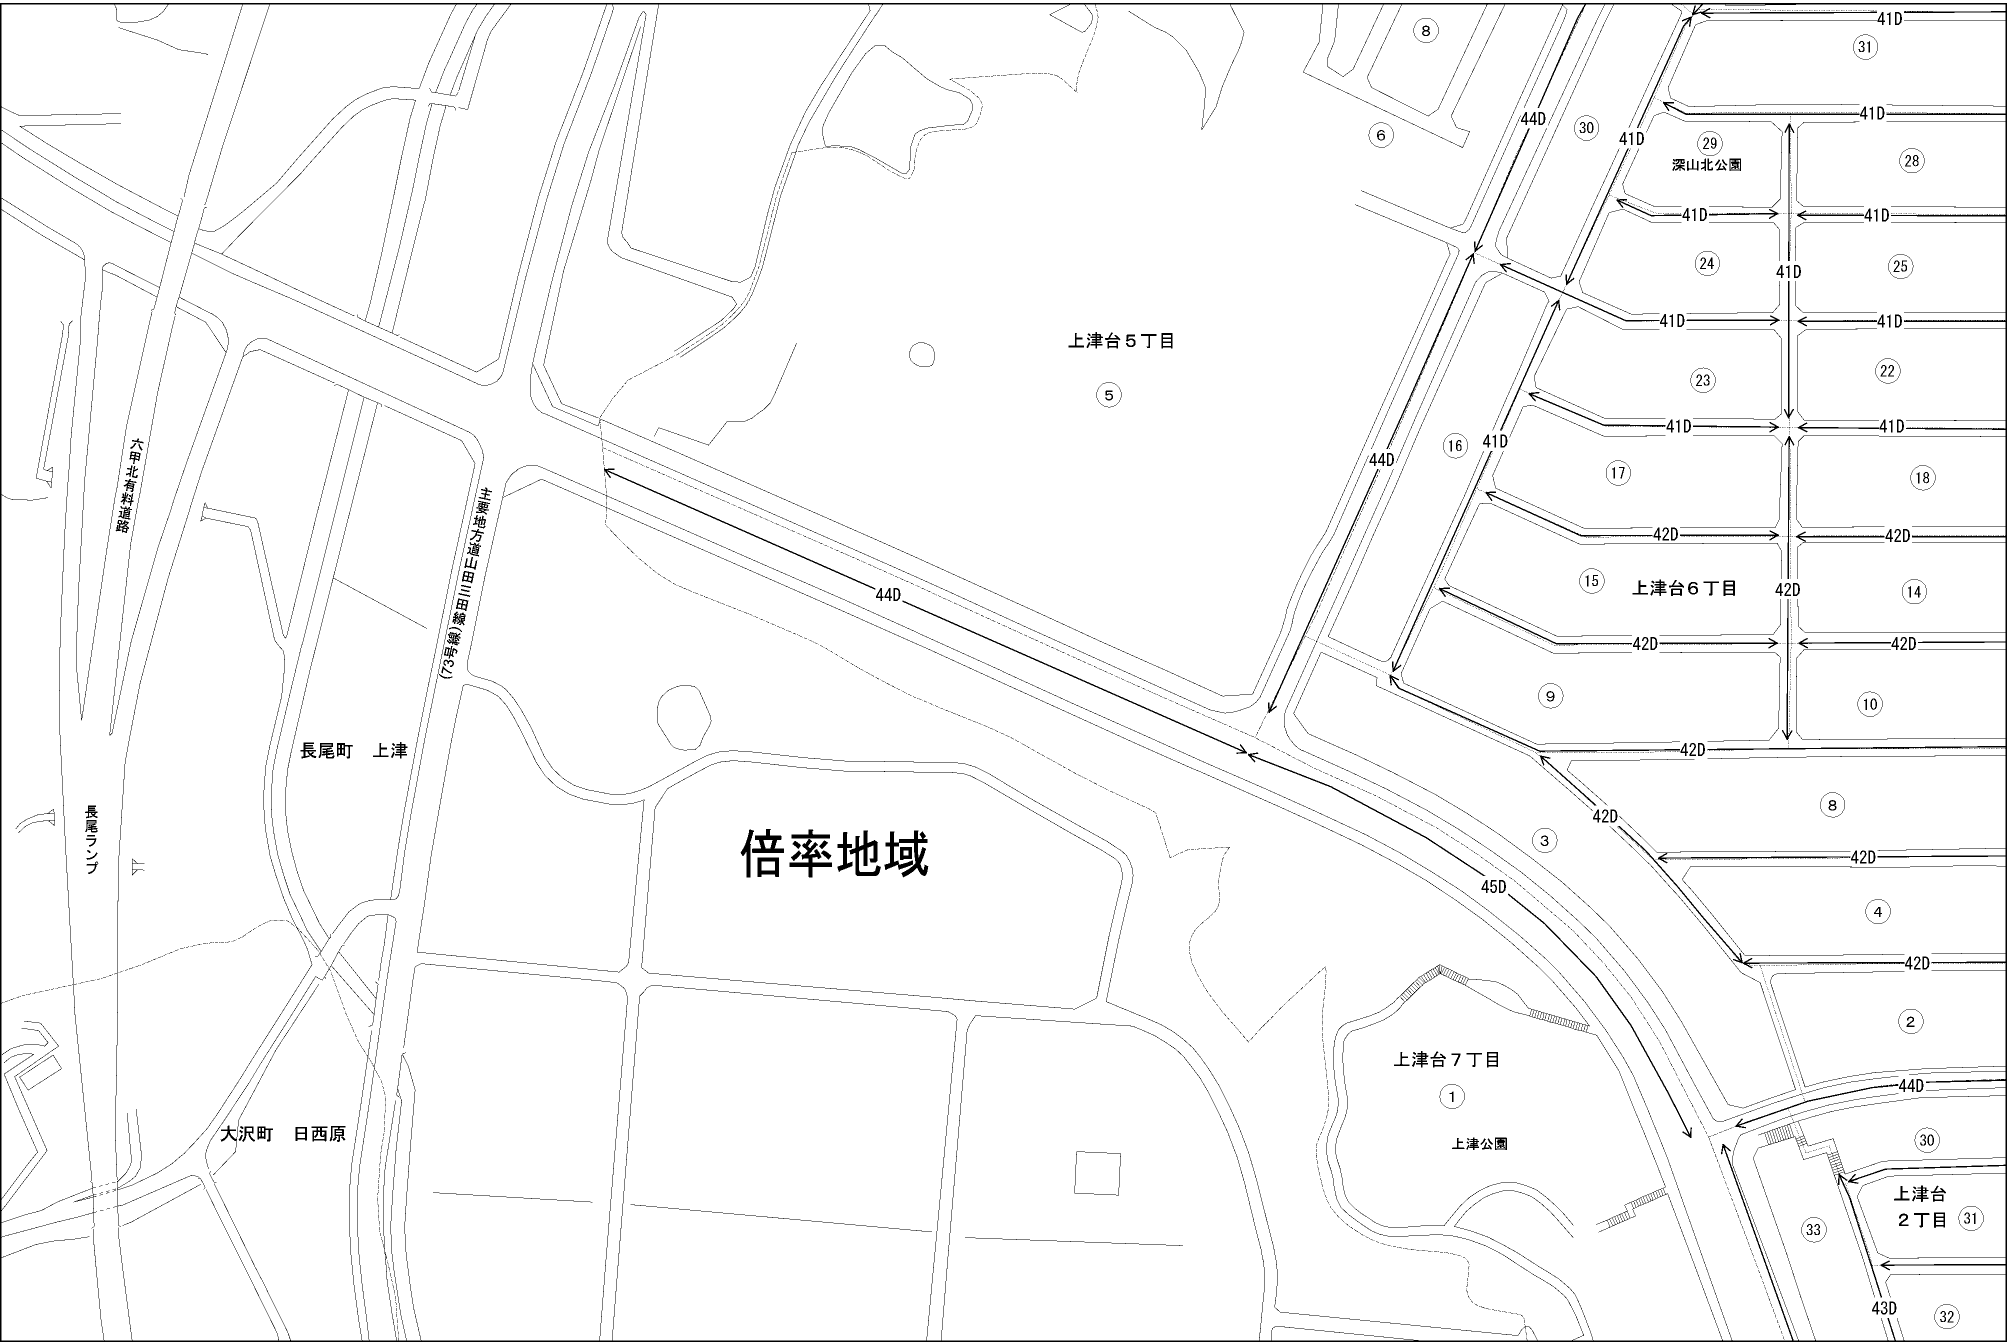 41D
31
8
41D
44D
30
6
41D
29
深山北公園
28
41D
41D
24
25
41D
41D
41D
上津台５丁目
5
23
22
41D
41D
16
41D
44D
17
18
六甲北有料道路
主要地方道山田三田線
(73号線)
42D
42D
44D
15
上津台６丁目
42D
14
42D
42D
9
10
長尾町　上津
42D
長尾ランプ
8
42D
3
倍率地域
42D
45D
4
42D
2
上津台７丁目
44D
1
大沢町　日西原
上津公園
30
上津台
２丁目
31
33
43D
32